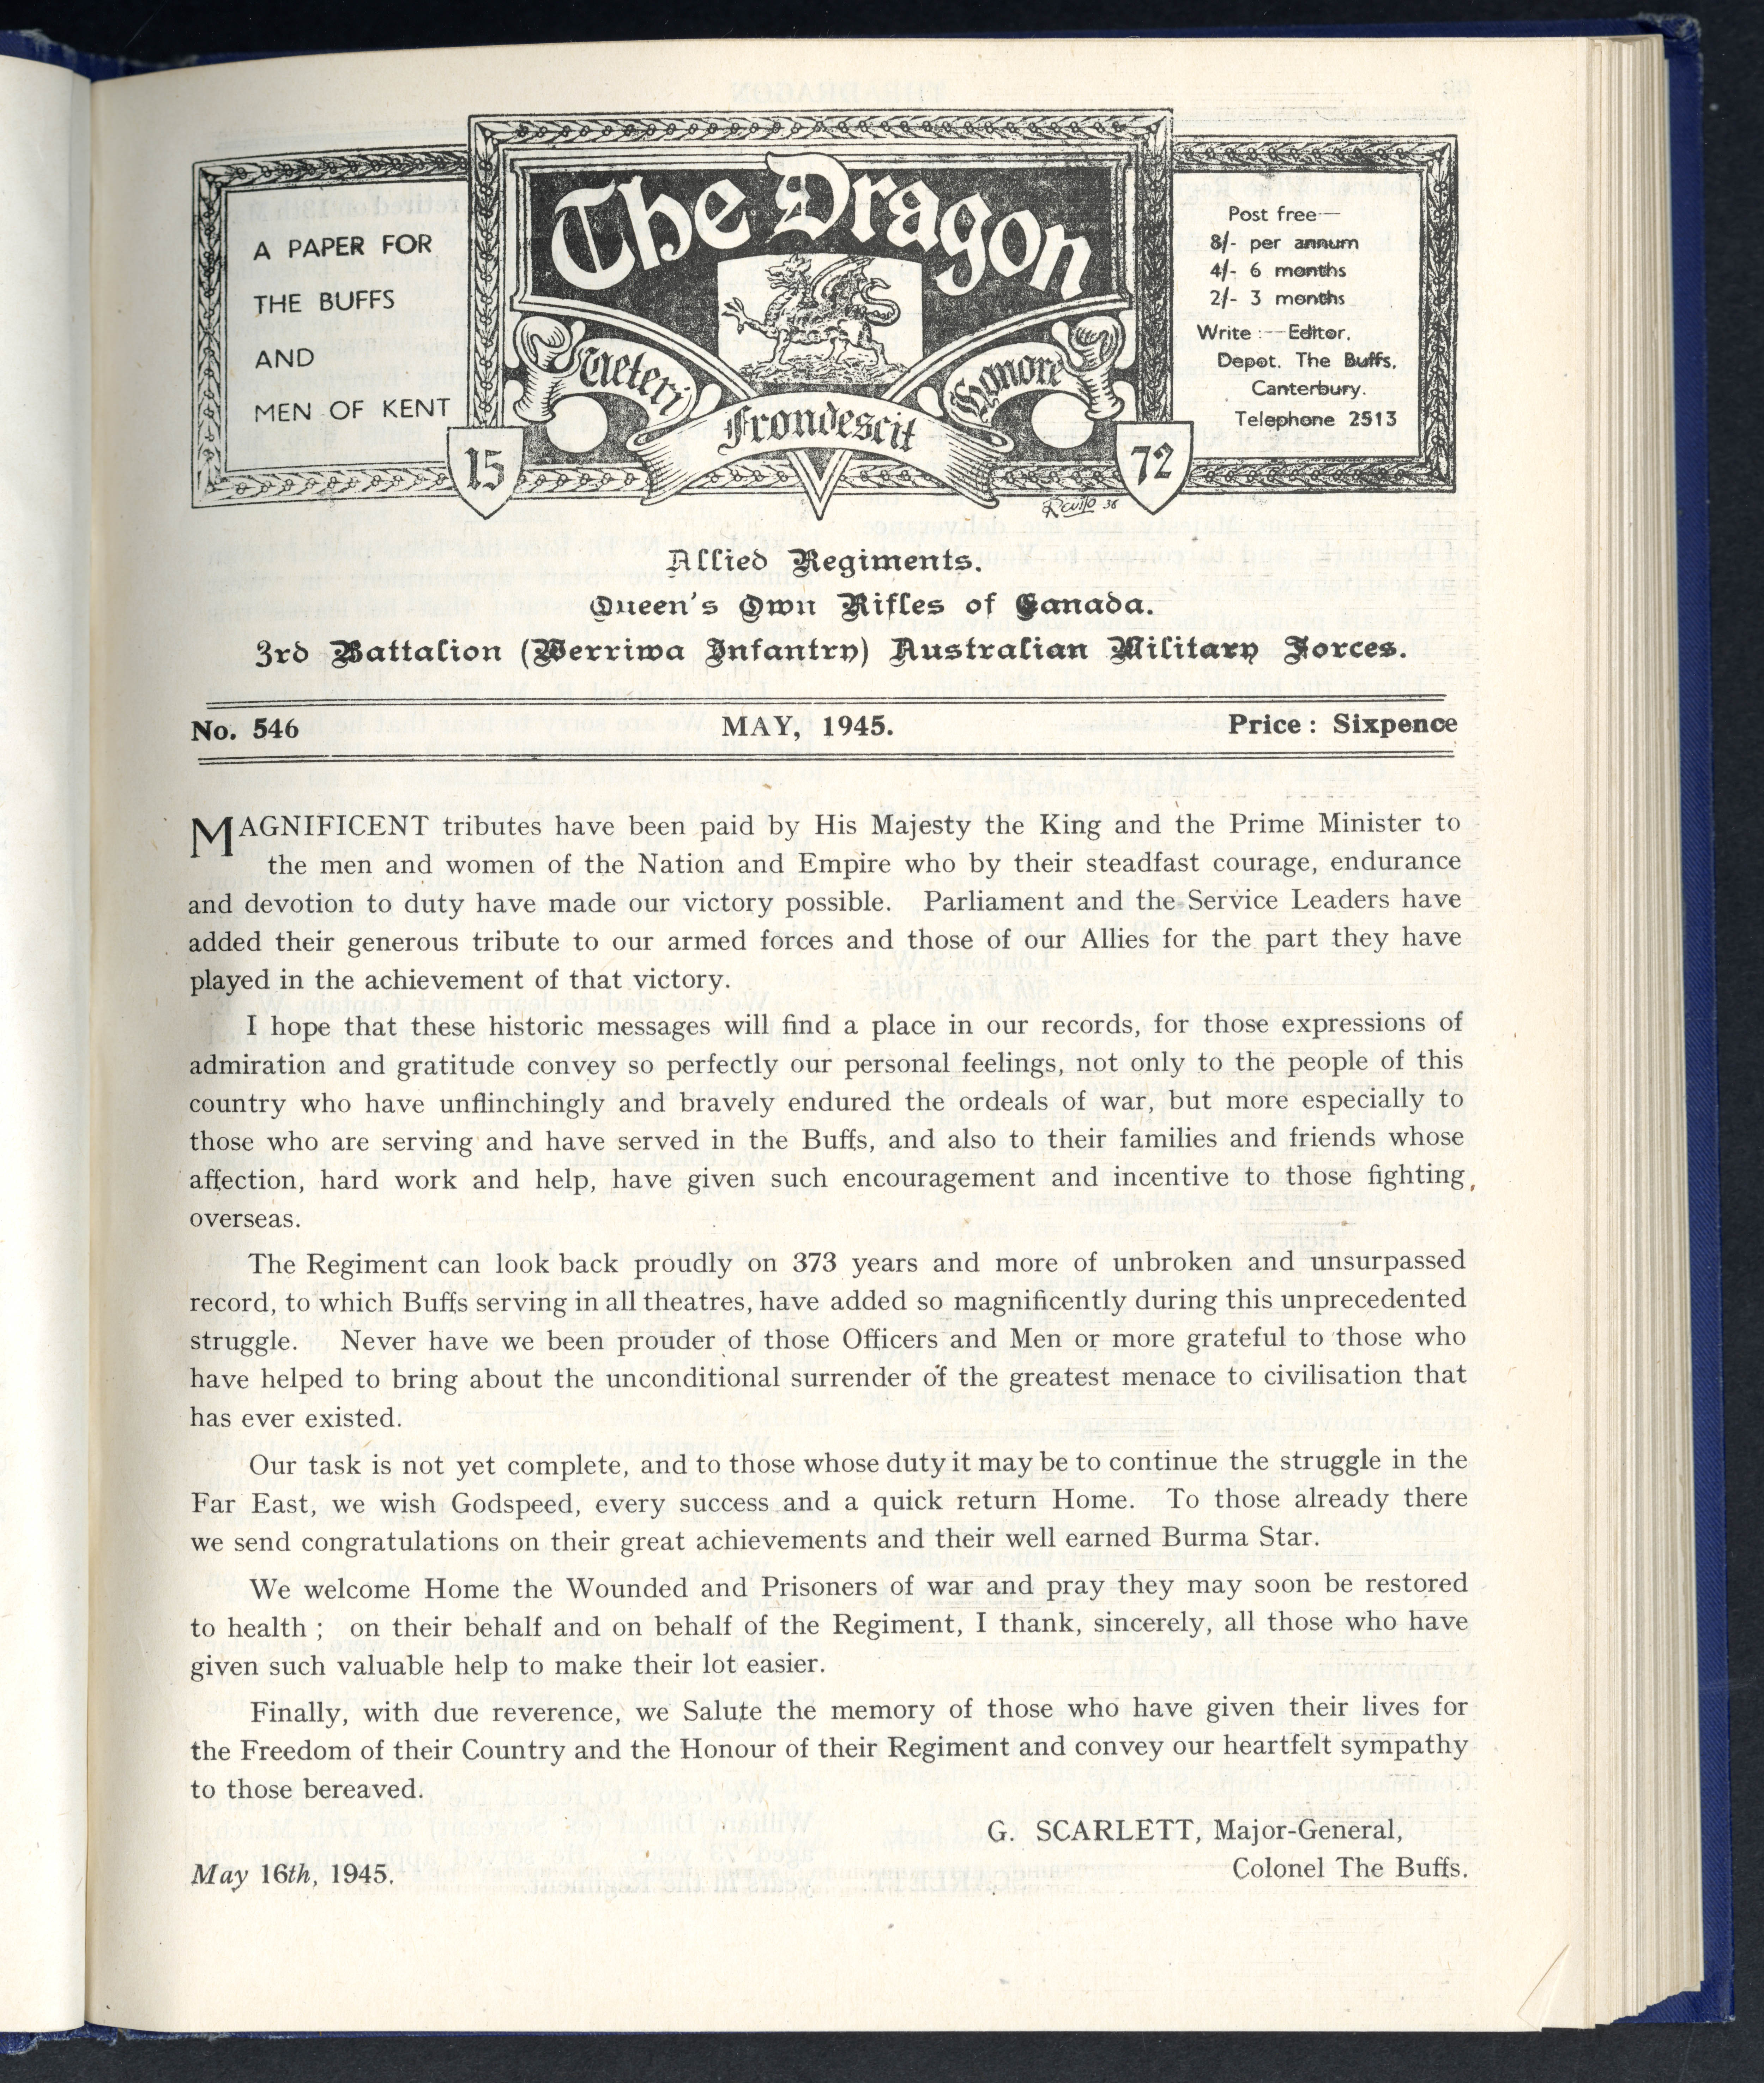 The Dragon
A PAPER FOR
THE BUFFS
AND
MEN OF KENT
Veteri
Frondescit
Honore
15
72
Post free—
8/- per annum
4/- 6 months
2/- 3 months
Write :— Editor,
Depot. The Buffs,
Canterbury.
Telephone 2513
Allied Regiments.
Queen's Own Rifles of Canada.
3rd Battalion (Werriwa Infantry) Australian Military Forces.
No. 546 MAY, 1945. Price : Sixpence
MAGNIFICENT tributes have been paid by His Majesty the King and the Prime Minister to
the men and women of the Nation and Empire who by their steadfast courage, endurance
and devotion to duty have made our victory possible. Parliament and the Service Leaders have
added their generous tribute to our armed forces and those of our Allies for the part they have
played in the achievement of that victory.
I hope that these historic messages will find a place in our records, for those expressions of
admiration and gratitude convey so perfectly our personal feelings, not only to the people of this
country who have unflinchingly and bravely endured the ordeals of war, but more especially to
those who are serving and have served in the Buffs, and also to their families and friends whose
affection, hard work and help, have given such encouragement and incentive to those fighting
overseas.
The Regiment can look back proudly on 373 years and more of unbroken and unsurpassed
record, to which Buffs serving in all theatres, have added so magnificently during this unprecedented
struggle. Never have we been prouder of those Officers and Men or more grateful to those who
have helped to bring about the unconditional surrender of the greatest menace to civilisation that
has ever existed.
Our task is not yet complete, and to those whose duty it may be to continue the struggle in the
Far East, we wish Godspeed, every success and a quick return Home. To those already there
we send congratulations on their great achievements and their well earned Burma Star.
We welcome Home the Wounded and Prisoners of war and pray they may soon be restored
to health ; on their behalf and on behalf of the Regiment, I thank, sincerely, all those who have
given such valuable help to make their lot easier.
Finally, with due reverence, we Salute the memory of those who have given their lives for
the Freedom of their Country and the Honour of their Regiment and convey our heartfelt sympathy
to those bereaved.
G. SCARLETT, Major-General,
May 16th, 1945. Colonel The Buffs.